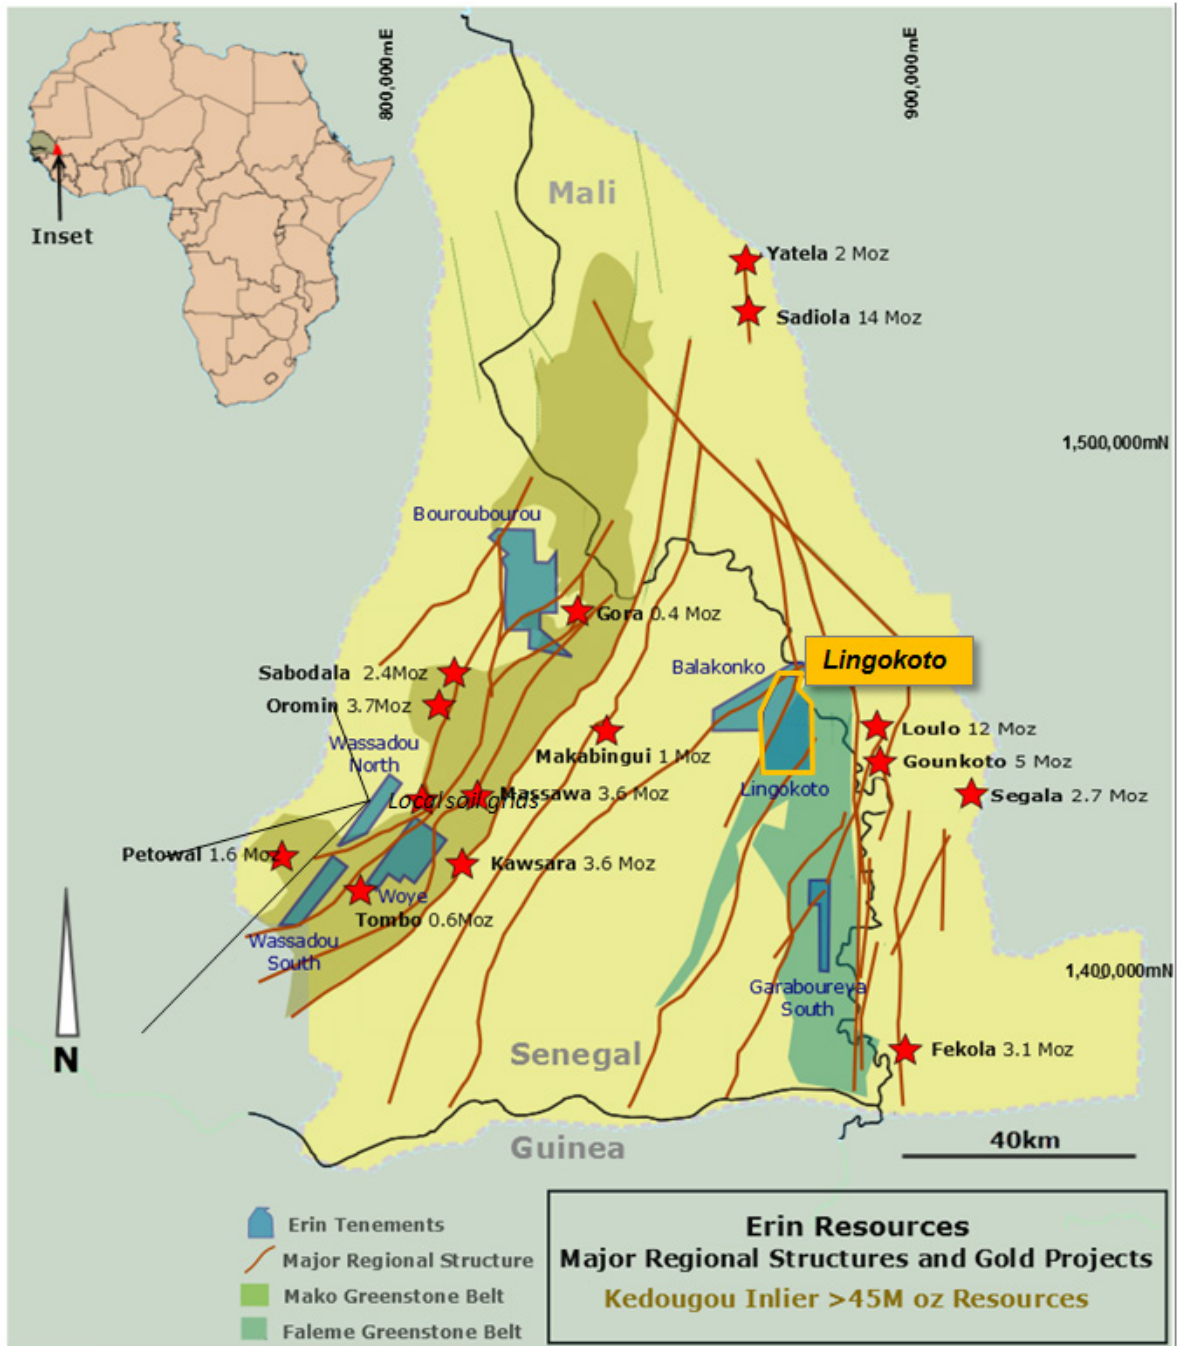 800,000mE
900,000mE
Mali
Inset
Yatela 2 Moz
Sadiola 14 Moz
1,500,000mN
Bouroubourou
Gora 0.4 Moz
Lingokoto
Balakonko
Sabodala 2.4Moz
Oromin 3.7Moz
Loulo 12 Moz
Wassadou
North
Makabingui 1 Moz
Gounkoto 5 Moz
Lingokoto
Local soil grids
Massawa 3.6 Moz
Segala 2.7 Moz
Petowal 1.6 Moz
Kawsara 3.6 Moz
Woye
Tombo 0.6Moz
Wassadou
South
1,400,000mN
Garaboureya
South
Senegal
Fekola 3.1 Moz
N
Guinea
40km
Erin Tenements
Major Regional Structure
Mako Greenstone Belt
Faleme Greenstone Belt
Erin Resources
Major Regional Structures and Gold Projects
Kedougou Inlier >45M oz Resources